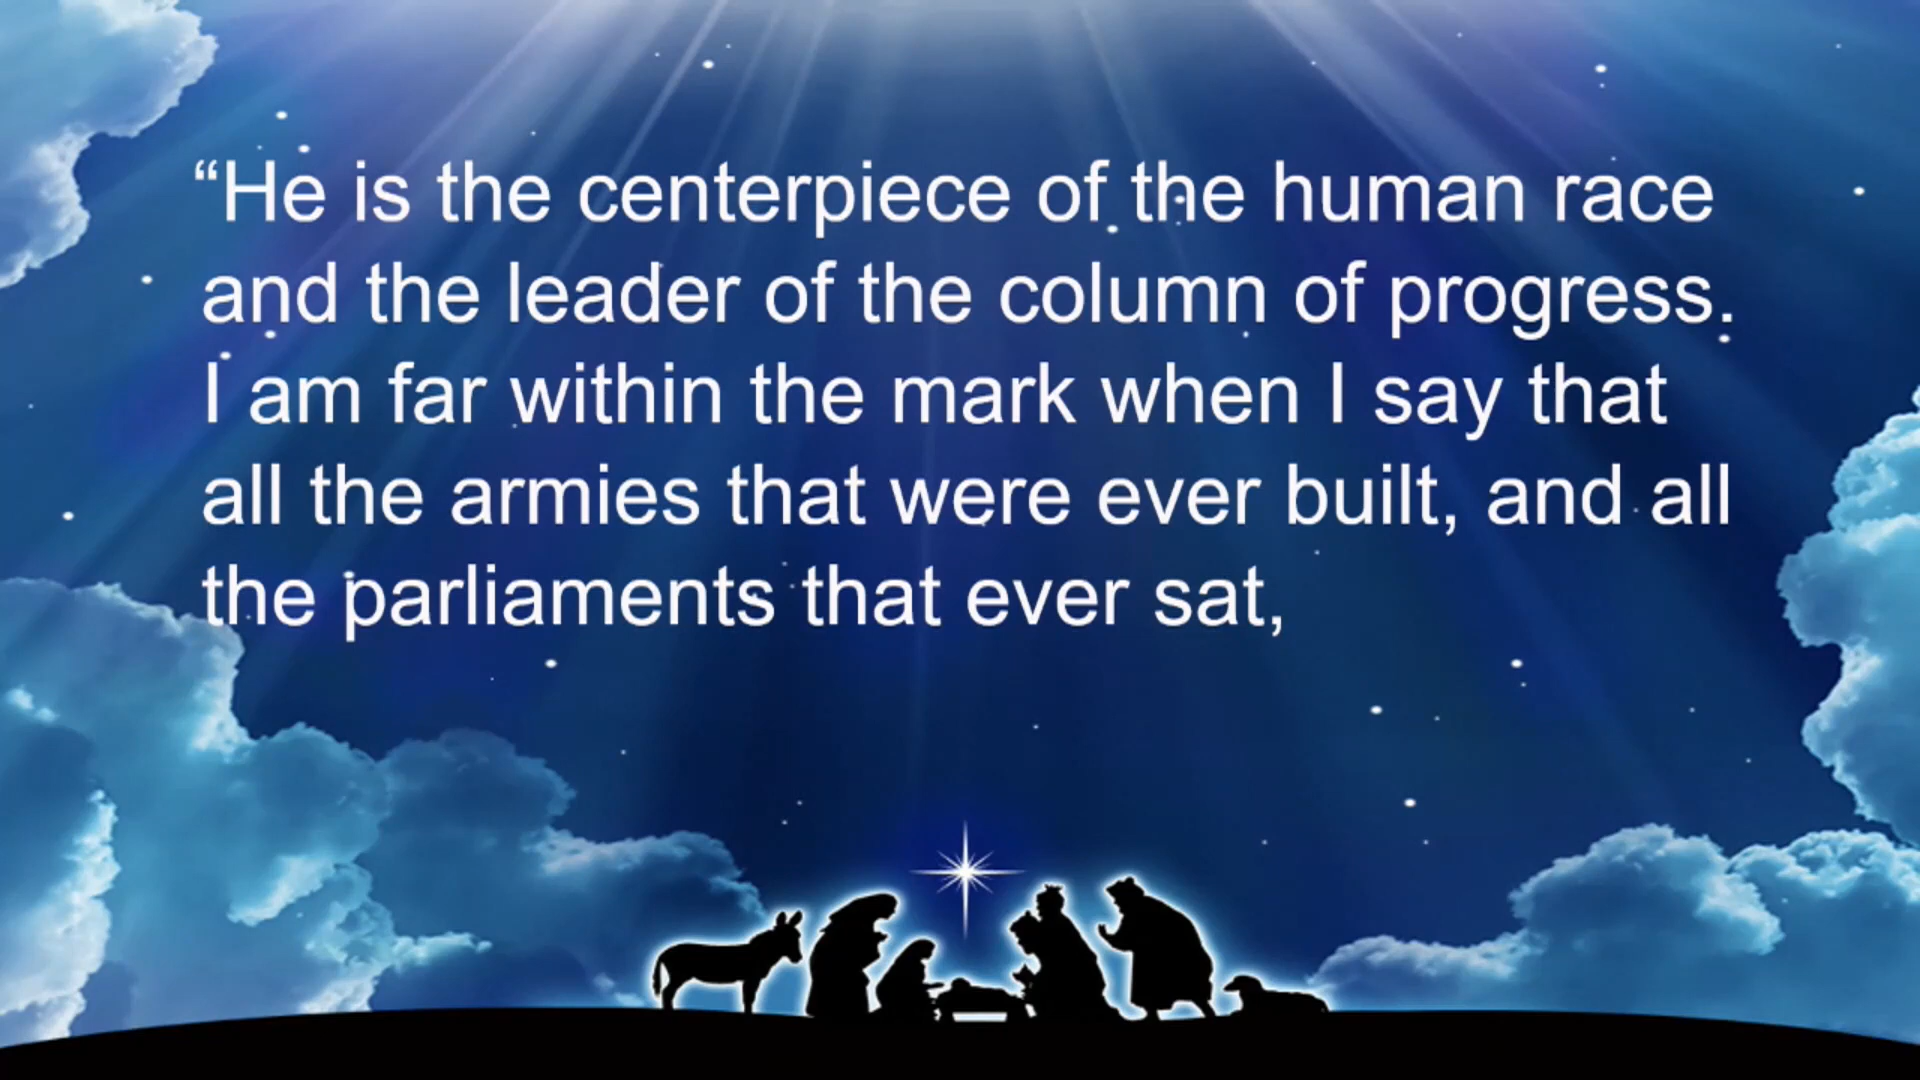 “He is the centerpiece of the human race
and the leader of the column of progress.
I am far within the mark when I say that
all the armies that were ever built, and all
the parliaments that ever sat,